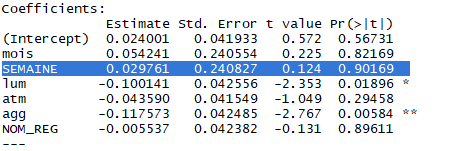 Coefficients:
Estimate Std. Error t value Pr(>|t|)
(Intercept) 0.024001 0.041933 0.572 0.56731
mois 0.054241 0.240554 0.225 0.82169
SEMAINE 0.029761 0.240827 0.124 0.90169
lum -0.100141 0.042556 -2.353 0.01896 *
atm -0.043590 0.041549 -1.049 0.29458
agg -0.117573 0.042485 -2.767 0.00584 **
NOM_REG -0.005537 0.042382 -0.131 0.89611
---